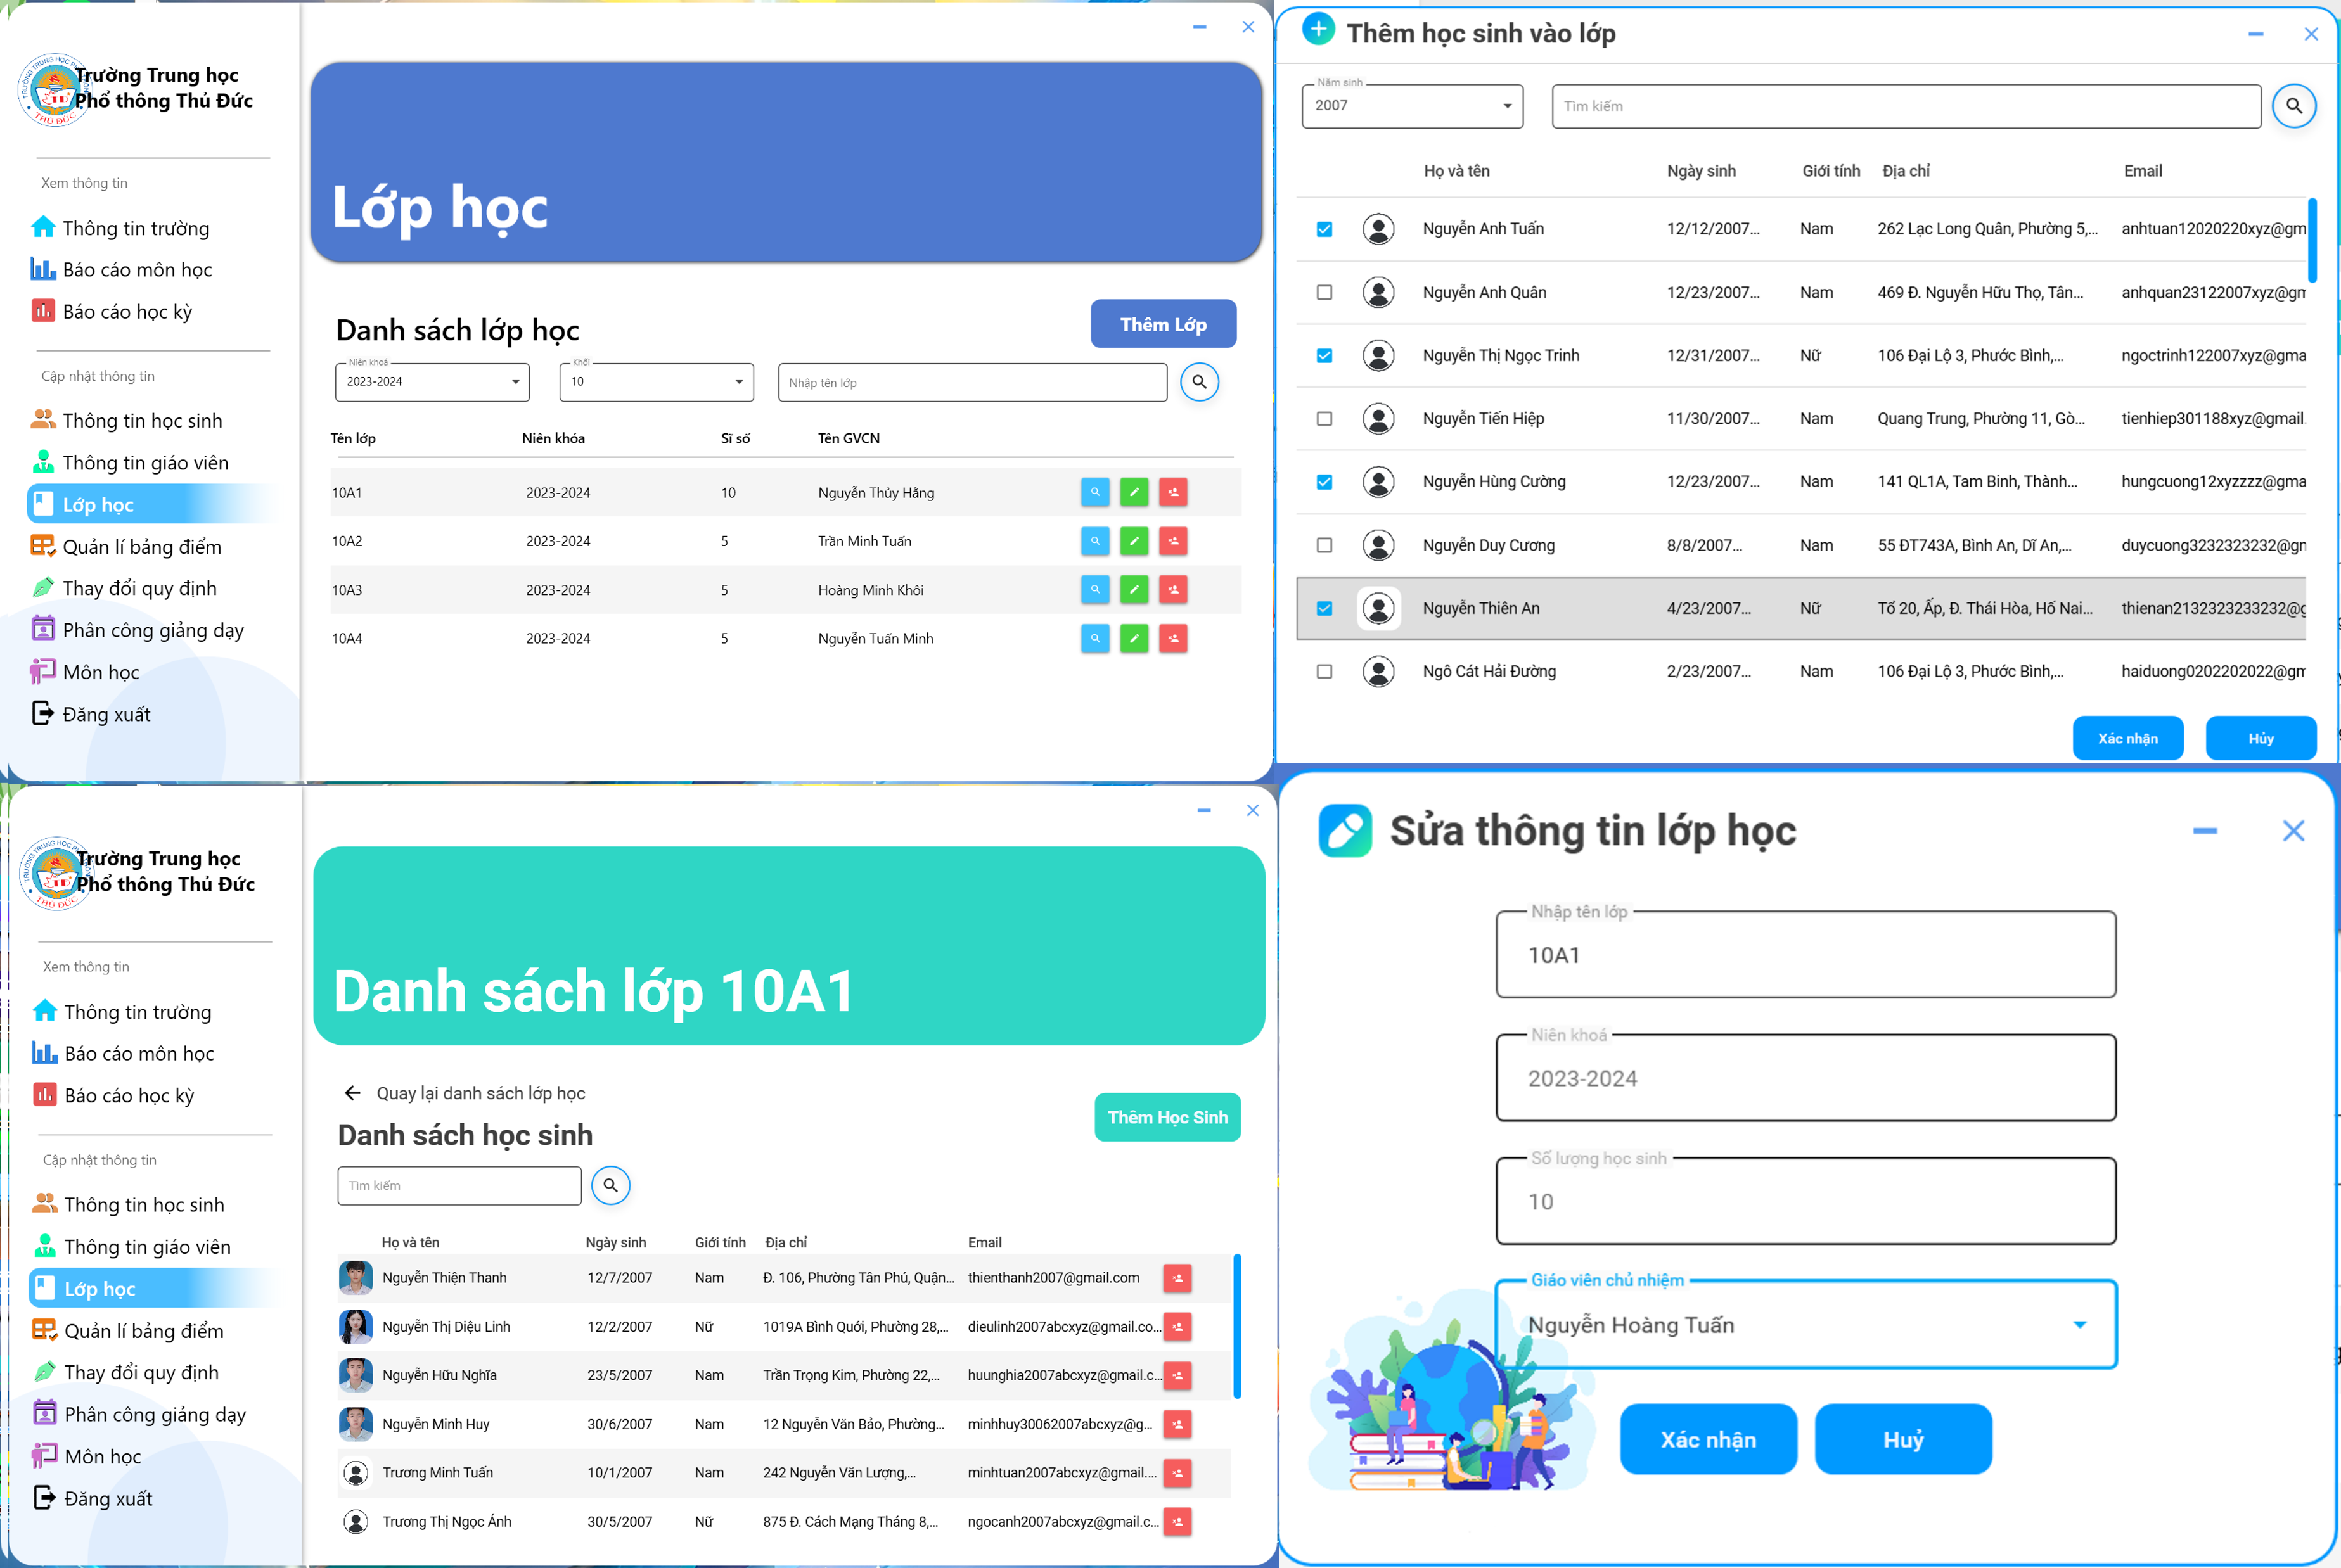 Trường Trung học
Phổ thông Thủ Đức
THỦ ĐỨC
Xem thông tin
Thông tin trường
Báo cáo môn học
Báo cáo học kỳ
Cập nhật thông tin
Thông tin học sinh
Thông tin giáo viên
Lớp học
Quản lí bảng điểm
Thay đổi quy định
Phân công giảng dạy
Môn học
Đăng xuất
Lớp học
Danh sách lớp học
Thêm Lớp
Niên khoá
2023-2024
Khối
10
Nhập tên lớp
Tên lớp Niên khóa Sĩ số Tên GVCN
10A1 2023-2024 10 Nguyễn Thủy Hằng
10A2 2023-2024 5 Trần Minh Tuấn
10A3 2023-2024 5 Hoàng Minh Khôi
10A4 2023-2024 5 Nguyễn Tuấn Minh
Thêm học sinh vào lớp
Năm sinh
2007
Tìm kiếm
Họ và tên Ngày sinh Giới tính Địa chỉ Email
Nguyễn Anh Tuấn 12/12/2007... Nam 262 Lạc Long Quân, Phường 5,... anhtuan12020220xyz@gm
Nguyễn Anh Quân 12/23/2007... Nam 469 Đ. Nguyễn Hữu Thọ, Tân... anhquan23122007xyz@gm
Nguyễn Thị Ngọc Trinh 12/31/2007... Nữ 106 Đại Lộ 3, Phước Bình,... ngoctrinh122007xyz@gma
Nguyễn Tiến Hiệp 11/30/2007... Nam Quang Trung, Phường 11, Gò... tienhiep301188xyz@gmail.
Nguyễn Hùng Cường 12/23/2007... Nam 141 QL1A, Tam Bình, Thành... hungcuong12xyzzzz@gma
Nguyễn Duy Cương 8/8/2007... Nam 55 ĐT743A, Bình An, Dĩ An,... duycuong3232323232@gm
Nguyễn Thiên An 4/23/2007... Nữ Tổ 20, Ấp, Đ. Thái Hòa, Hố Nai... thienan2132323233232@g
Ngô Cát Hải Đường 2/23/2007... Nam 106 Đại Lộ 3, Phước Bình,... haiduong0202202022@gm
Xác nhận Hủy
Trường Trung học
Phổ thông Thủ Đức
THỦ ĐỨC
Xem thông tin
Thông tin trường
Báo cáo môn học
Báo cáo học kỳ
Cập nhật thông tin
Thông tin học sinh
Thông tin giáo viên
Lớp học
Quản lí bảng điểm
Thay đổi quy định
Phân công giảng dạy
Môn học
Đăng xuất
Danh sách lớp 10A1
Quay lại danh sách lớp học
Thêm Học Sinh
Danh sách học sinh
Tìm kiếm
Họ và tên Ngày sinh Giới tính Địa chỉ Email
Nguyễn Thiện Thanh 12/7/2007 Nam Đ. 106, Phường Tân Phú, Quận... thienthanh2007@gmail.com
Nguyễn Thị Diệu Linh 12/2/2007 Nữ 1019A Bình Quới, Phường 28,... dieulinh2007abcxyz@gmail.co...
Nguyễn Hữu Nghĩa 23/5/2007 Nam Trần Trọng Kim, Phường 22,... huunghia2007abcxyz@gmail.c...
Nguyễn Minh Huy 30/6/2007 Nam 12 Nguyễn Văn Bảo, Phường... minhhuy30062007abcxyz@g...
Trương Minh Tuấn 10/1/2007 Nam 242 Nguyễn Văn Lượng,... minhtuan2007abcxyz@gmail....
Trương Thị Ngọc Ánh 30/5/2007 Nữ 875 Đ. Cách Mạng Tháng 8,... ngocanh2007abcxyz@gmail.c...
Sửa thông tin lớp học
Nhập tên lớp
10A1
Niên khoá
2023-2024
Số lượng học sinh
10
Giáo viên chủ nhiệm
Nguyễn Hoàng Tuấn
Xác nhận Huỷ